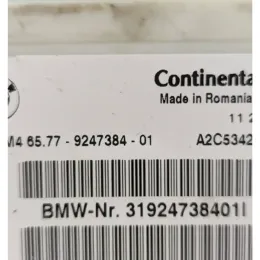 Continenta
Made in Romania
11 2
M4 65.77 - 9247384 - 01 A2C5342
BMW-Nr. 31924738401I